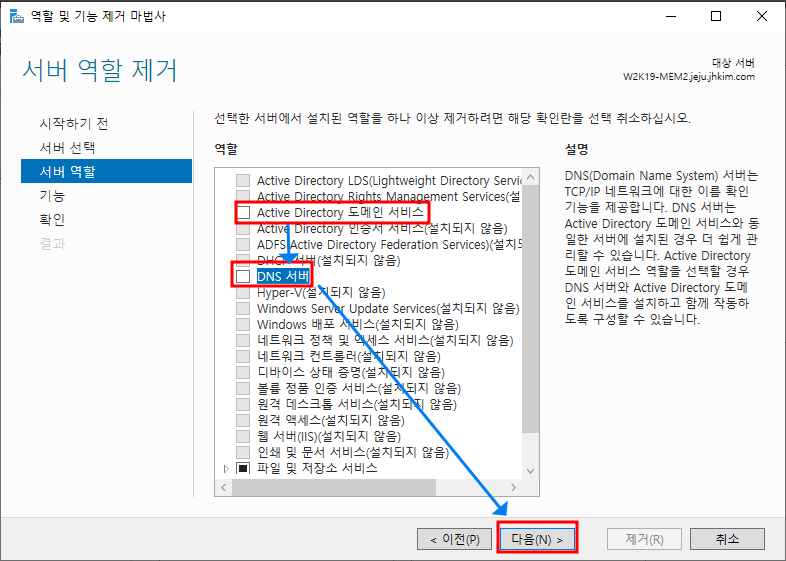 역할 및 기능 제거 마법사
서버 역할 제거
대상 서버
W2K19-MEM2.jeju.jhkim.com
시작하기 전
서버 선택
서버 역할
기능
확인
결과
선택한 서버에서 설치된 역할을 하나 이상 제거하려면 해당 확인란을 선택 취소하십시오.
역할
Active Directory LDS(Lightweight Directory Servic
Active Directory Rights Management Services(설
Active Directory 도메인 서비스
Active Directory 인증서 서비스(설치되지 않음)
ADFS(Active Directory Federation Services)(설치
DHCP 서버(설치되지 않음)
DNS 서버
Hyper-V(설치되지 않음)
Windows Server Update Services(설치되지 않음)
Windows 배포 서비스(설치되지 않음)
네트워크 정책 및 액세스 서비스(설치되지 않음)
네트워크 컨트롤러(설치되지 않음)
디바이스 상태 증명(설치되지 않음)
볼륨 정품 인증 서비스(설치되지 않음)
원격 데스크톱 서비스(설치되지 않음)
원격 액세스(설치되지 않음)
웹 서버(IIS)(설치되지 않음)
인쇄 및 문서 서비스(설치되지 않음)
파일 및 저장소 서비스
설명
DNS(Domain Name System) 서버는
TCP/IP 네트워크에 대한 이름 확인
기능을 제공합니다. DNS 서버는
Active Directory 도메인 서비스와 동
일한 서버에 설치된 경우 더 쉽게 관
리할 수 있습니다. Active Directory
도메인 서비스 역할을 선택할 경우
DNS 서버와 Active Directory 도메
인 서비스를 설치하고 함께 작동하
도록 구성할 수 있습니다.
< 이전(P)
다음(N) >
제거(R)
취소